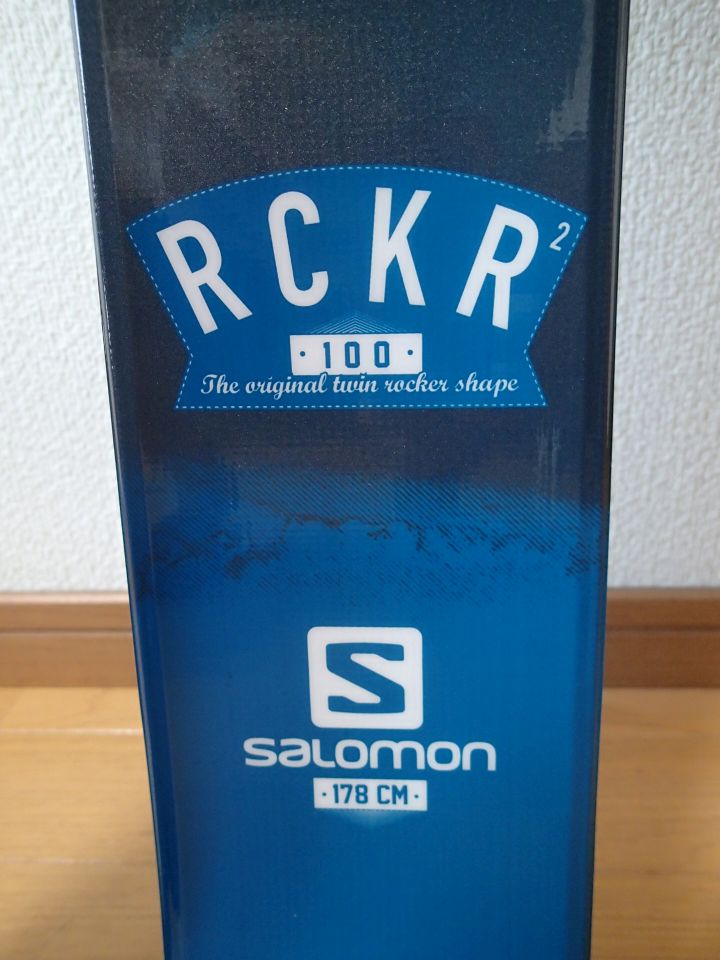 RCKR²
·100·
The original twin rocker shape
S
salomon
·178 CM·